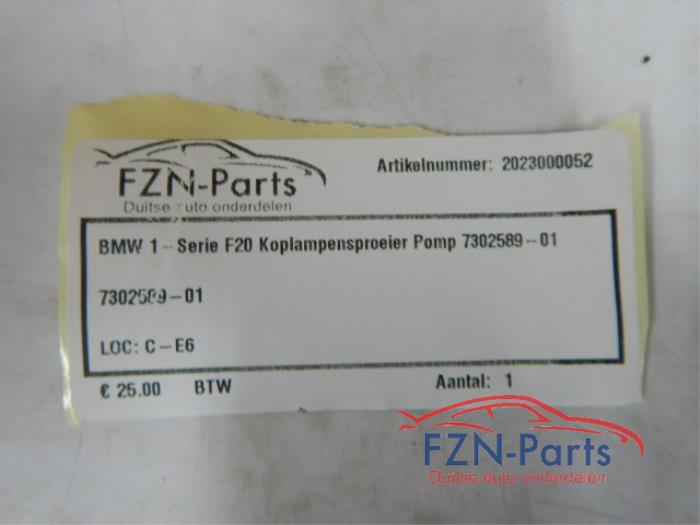 FZN-Parts
Duitse auto onderdelen
Artikelnummer: 2023000052
BMW 1-Serie F20 Koplampensproeier Pomp 7302589-01
7302589-01
LOC: C-E6
€ 25.00 BTW Aantal: 1
FZN-Parts
Duitse auto onderdelen